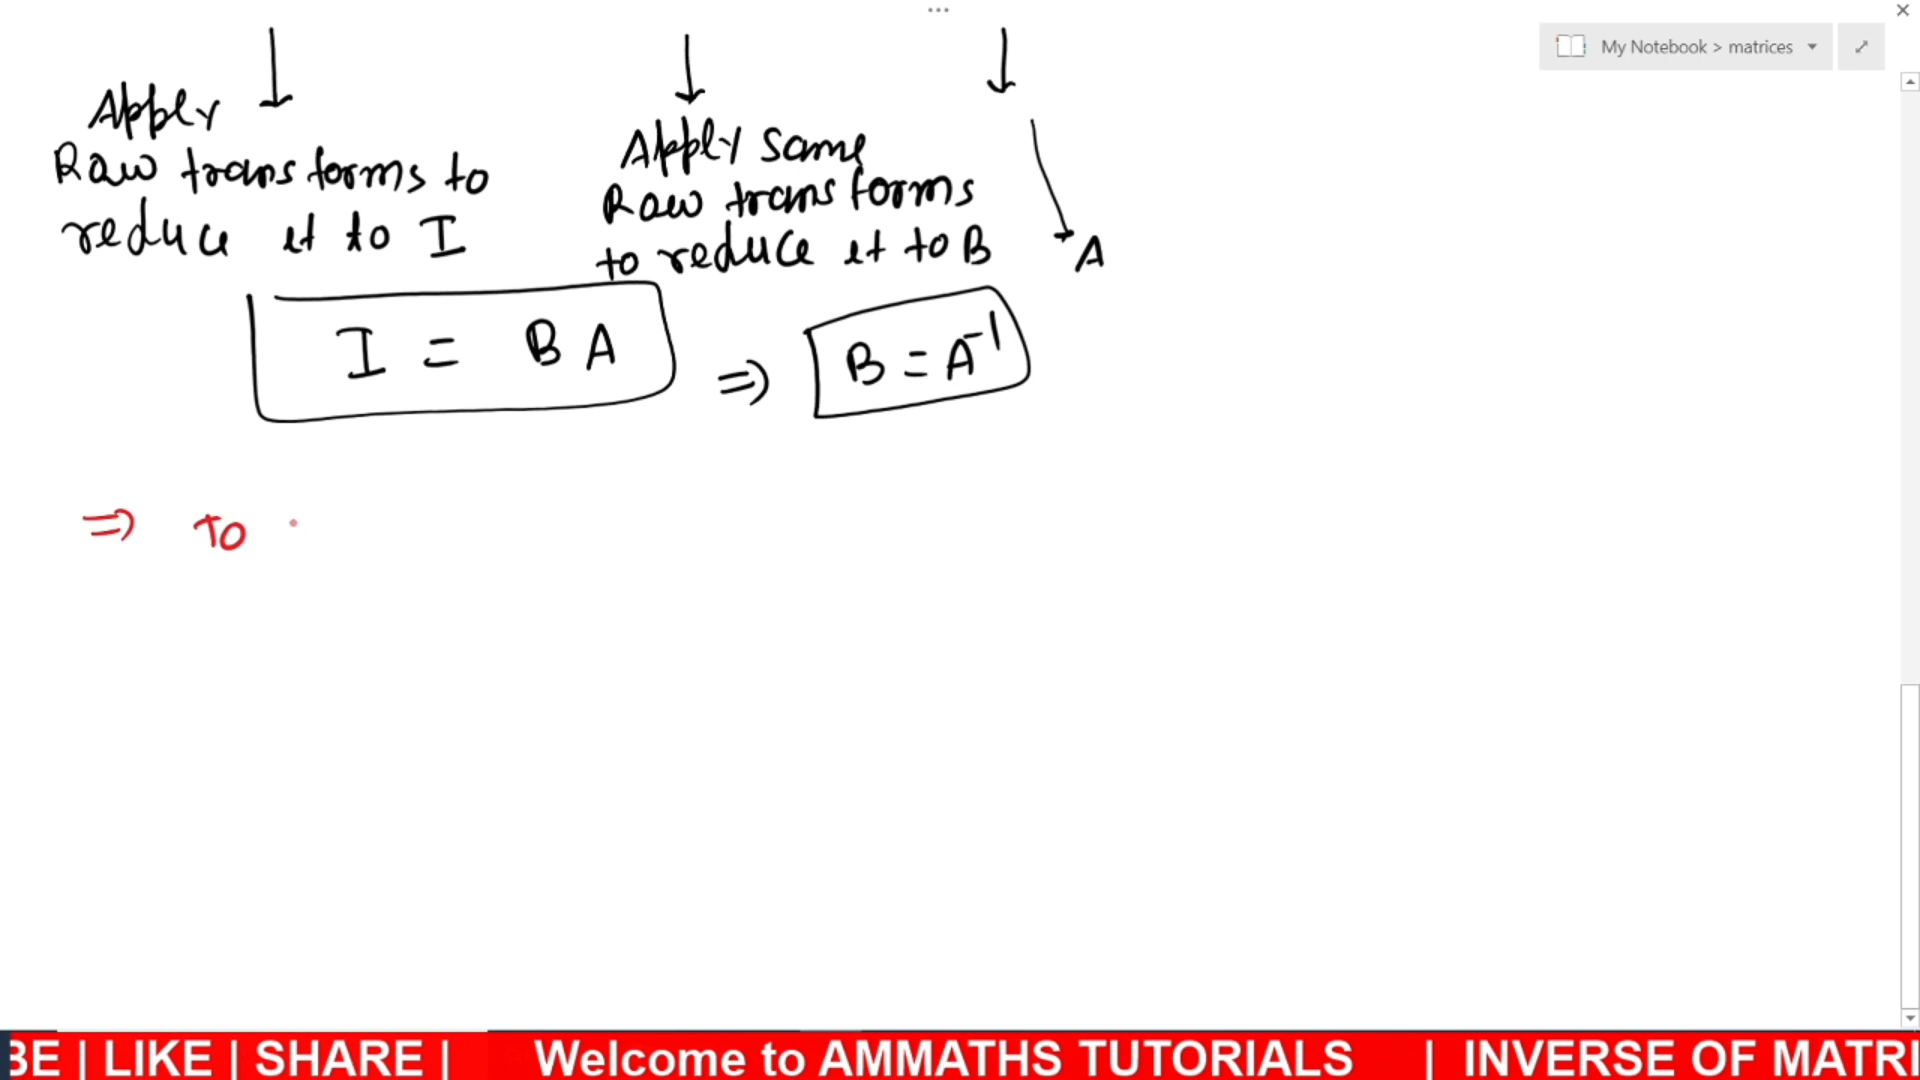 ...
My Notebook > matrices
Apply
Raw transforms to
reduce it to I
Apply same
Raw transforms
to reduce it to B
A
I = B A
⇒ B = A⁻¹
⇒ To
BE | LIKE | SHARE | Welcome to AMMATHS TUTORIALS | INVERSE OF MATRI